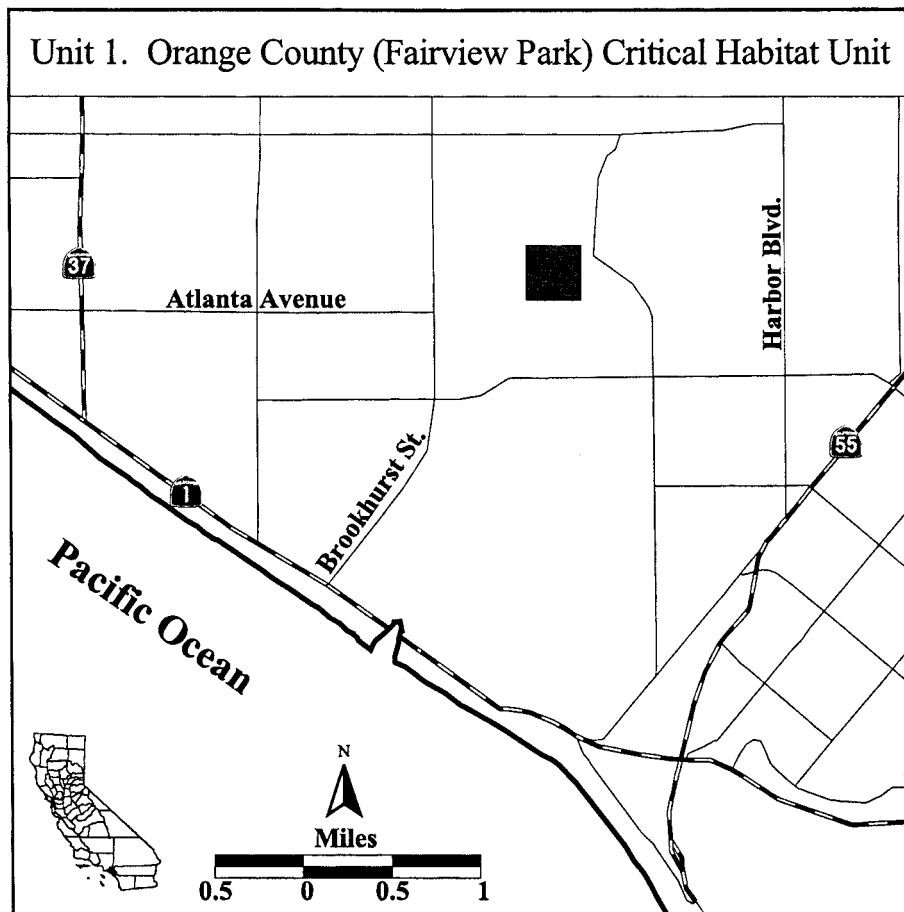 Unit 1. Orange County (Fairview Park) Critical Habitat Unit
37
Atlanta Avenue
Harbor Blvd.
Brookhurst St.
55
1
Pacific Ocean
N
Miles
0.5 0 0.5 1